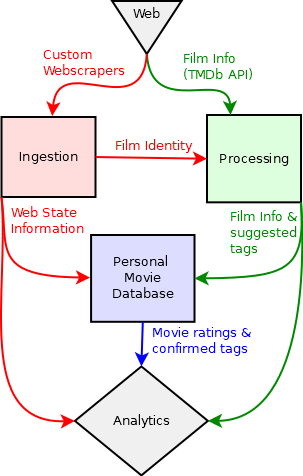 Web
Custom
Webscrapers
Film Info
(TMDb API)
Ingestion
Film Identity
Processing
Web State
Information
Film Info &
suggested
tags
Personal
Movie
Database
Movie ratings &
confirmed tags
Analytics